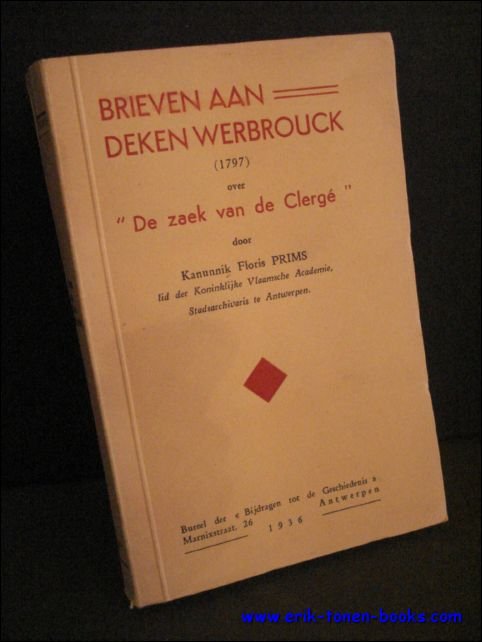 BRIEVEN AAN
DEKEN WERBROUCK
(1797)
over
" De zaek van de Clergé "
door
Kanunnik Floris PRIMS
lid der Koninklijke Vlaamsche Academie,
Stadsarchivaris te Antwerpen.
Bureel der « Bijdragen tot de Geschiedenis »
Marnixstraat, 26
Antwerpen
1936
www.erik-tonen-books.com